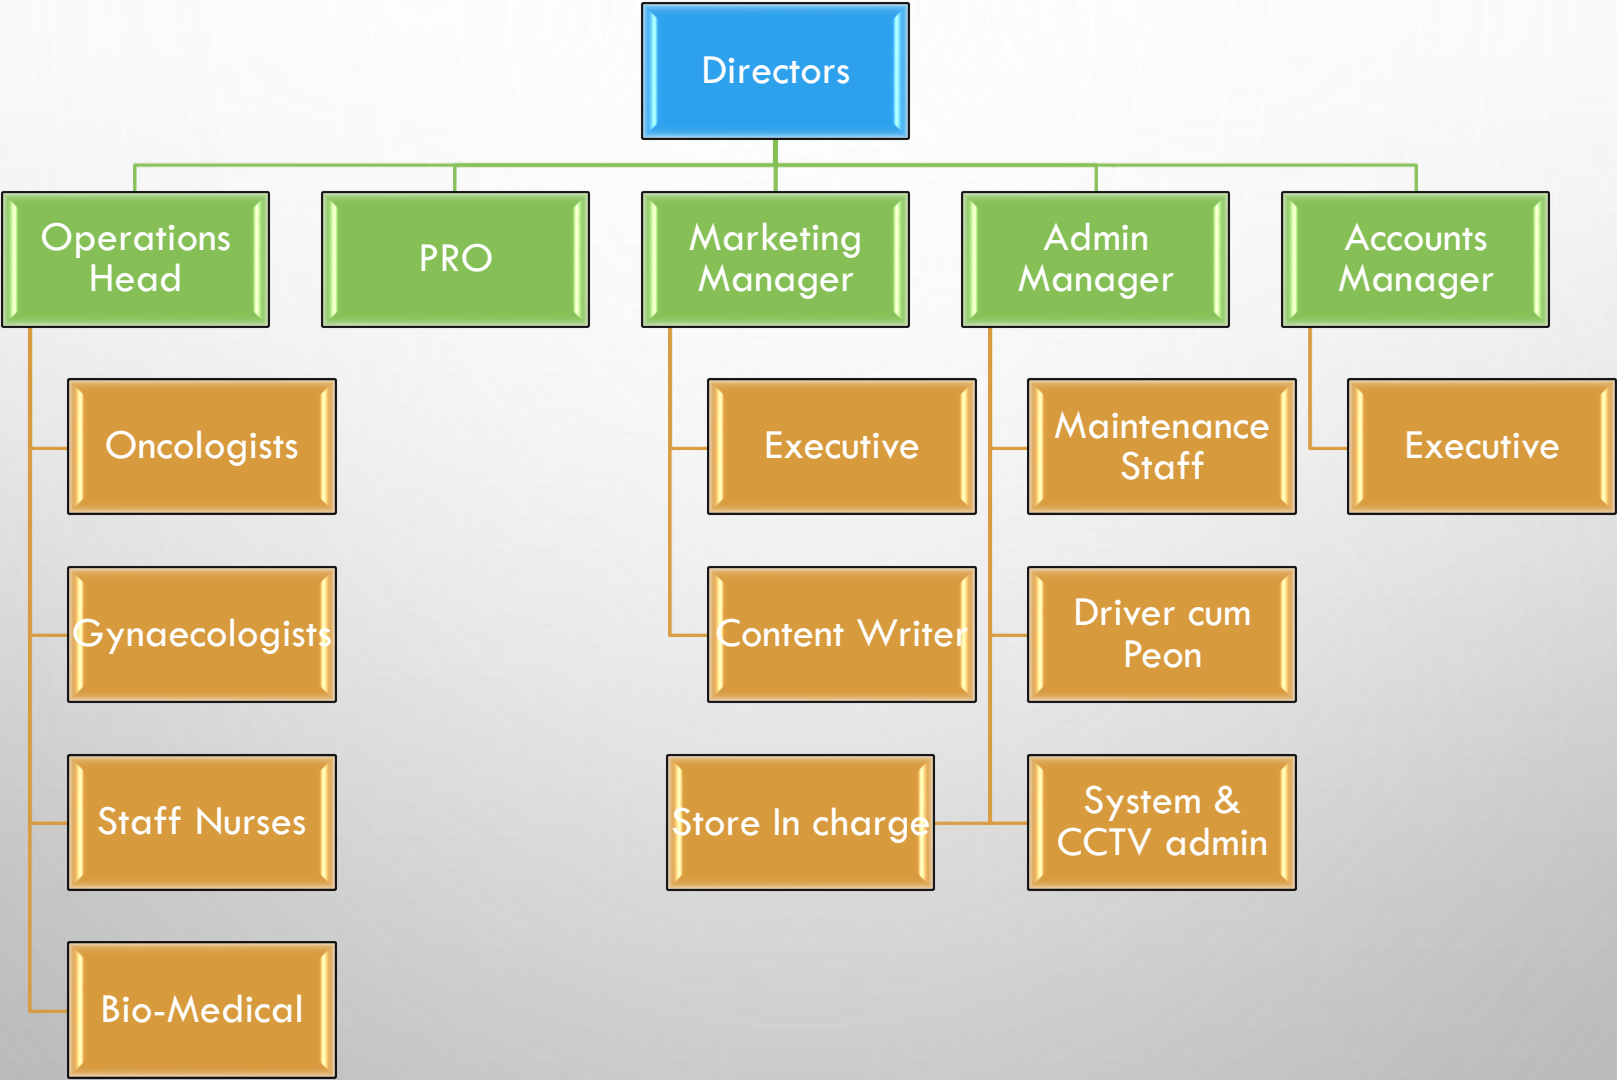 Directors
Operations
Head
PRO
Marketing
Manager
Admin
Manager
Accounts
Manager
Oncologists
Executive
Maintenance
Staff
Executive
Gynaecologists
Content Writer
Driver cum
Peon
Staff Nurses
Store In charge
System &
CCTV admin
Bio-Medical